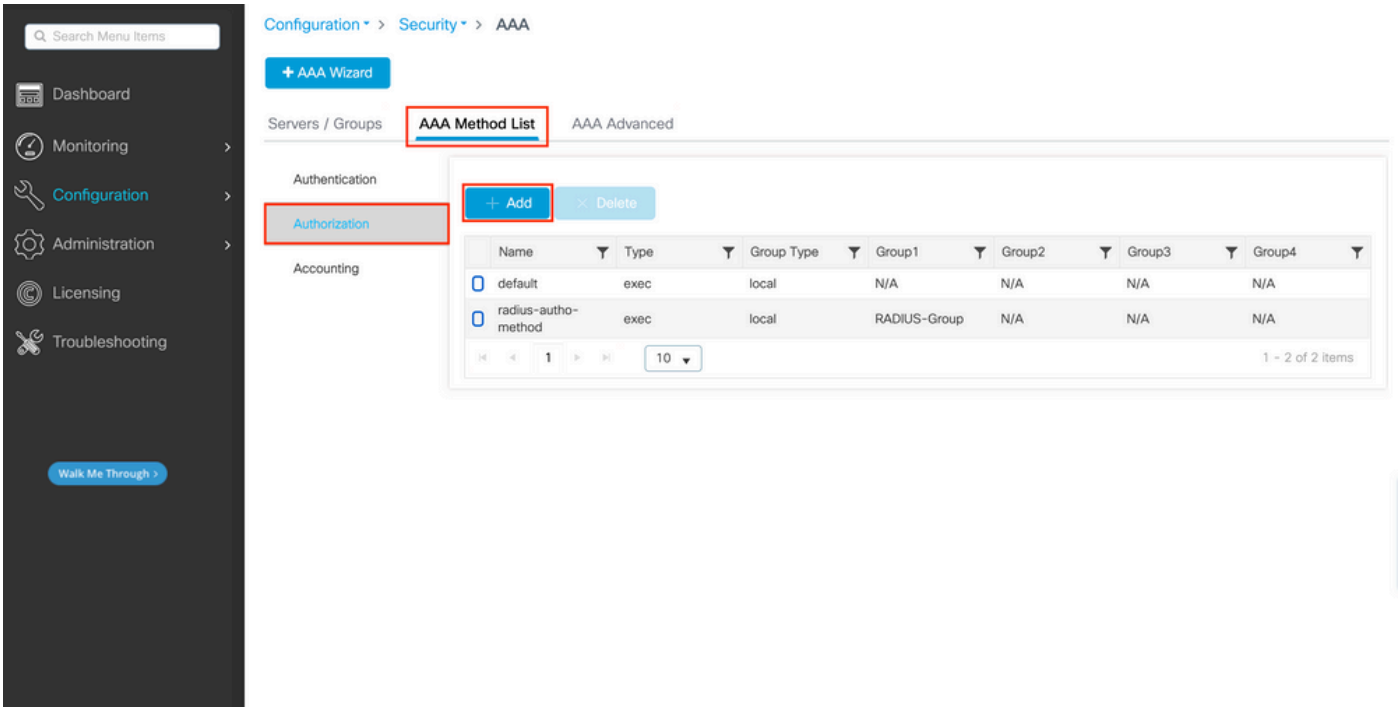 Search Menu Items
Dashboard
Monitoring
Configuration
Administration
Licensing
Troubleshooting
Walk Me Through >
Configuration > Security > AAA
+ AAA Wizard
Servers / Groups AAA Method List AAA Advanced
Authentication
Authorization
Accounting
+ Add × Delete
Name Type Group Type Group1 Group2 Group3 Group4
default exec local N/A N/A N/A N/A
radius-autho-
method exec local RADIUS-Group N/A N/A N/A
1 10 1 - 2 of 2 items